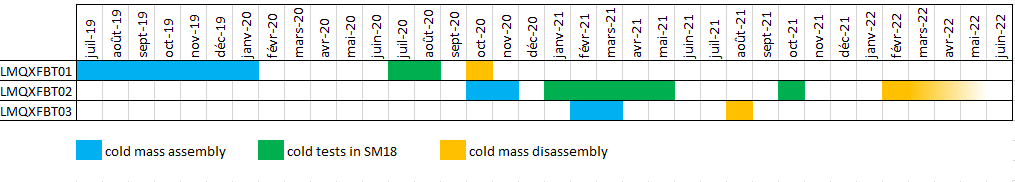 juil-19 août-19 sept-19 oct-19 nov-19 déc-19 janv-20 févr-20 mars-20 avr-20 mai-20 juin-20 juil-20 août-20 sept-20 oct-20 nov-20 déc-20 janv-21 févr-21 mars-21 avr-21 mai-21 juin-21 juil-21 août-21 sept-21 oct-21 nov-21 déc-21 janv-22 févr-22 mars-22 avr-22 mai-22 juin-22
LMQXFBT01
LMQXFBT02
LMQXFBT03
cold mass assembly cold tests in SM18 cold mass disassembly